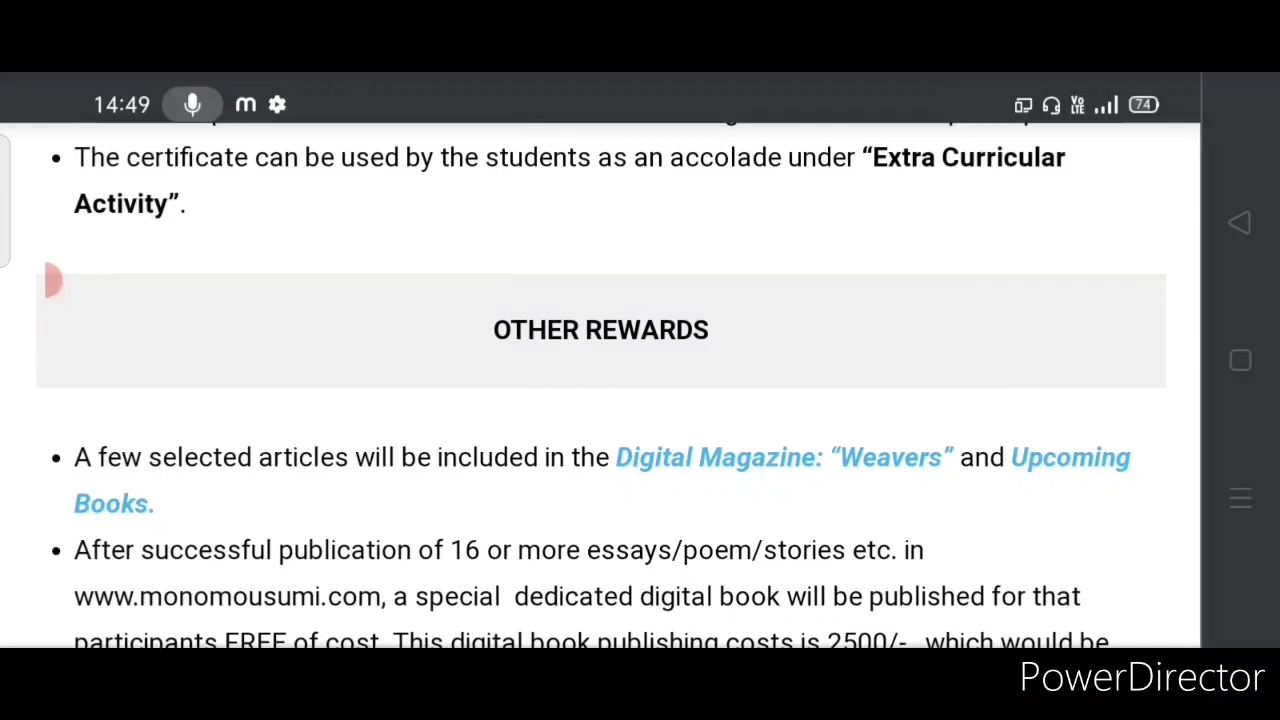 14:49 m Vo LTE 74
The certificate can be used by the students as an accolade under “Extra Curricular
Activity”.
OTHER REWARDS
A few selected articles will be included in the Digital Magazine: “Weavers” and Upcoming
Books.
After successful publication of 16 or more essays/poem/stories etc. in
www.monomousumi.com, a special dedicated digital book will be published for that
participants FREE of cost. This digital book publishing costs is 2500/- which would be
PowerDirector